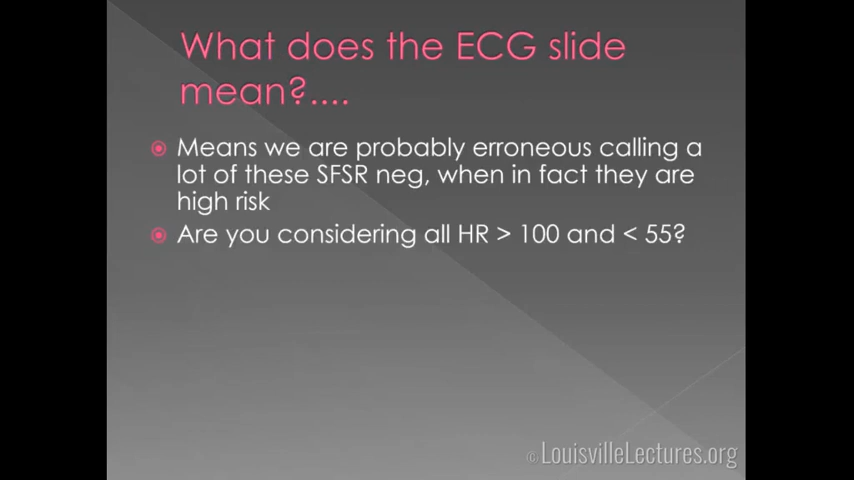 What does the ECG slide
mean?....
Means we are probably erroneous calling a
lot of these SFSR neg, when in fact they are
high risk
Are you considering all HR > 100 and < 55?
© LouisvilleLectures.org